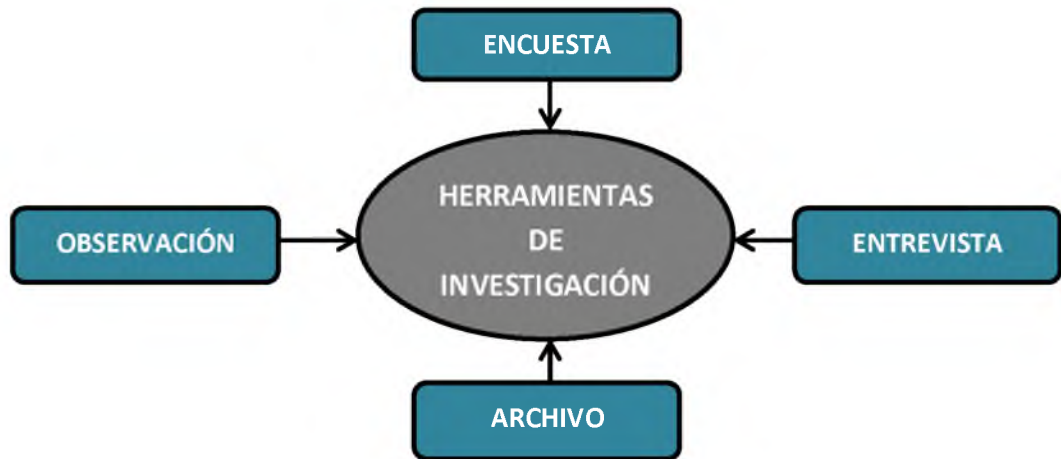 ENCUESTA
OBSERVACIÓN
HERRAMIENTAS
DE
INVESTIGACIÓN
ENTREVISTA
ARCHIVO